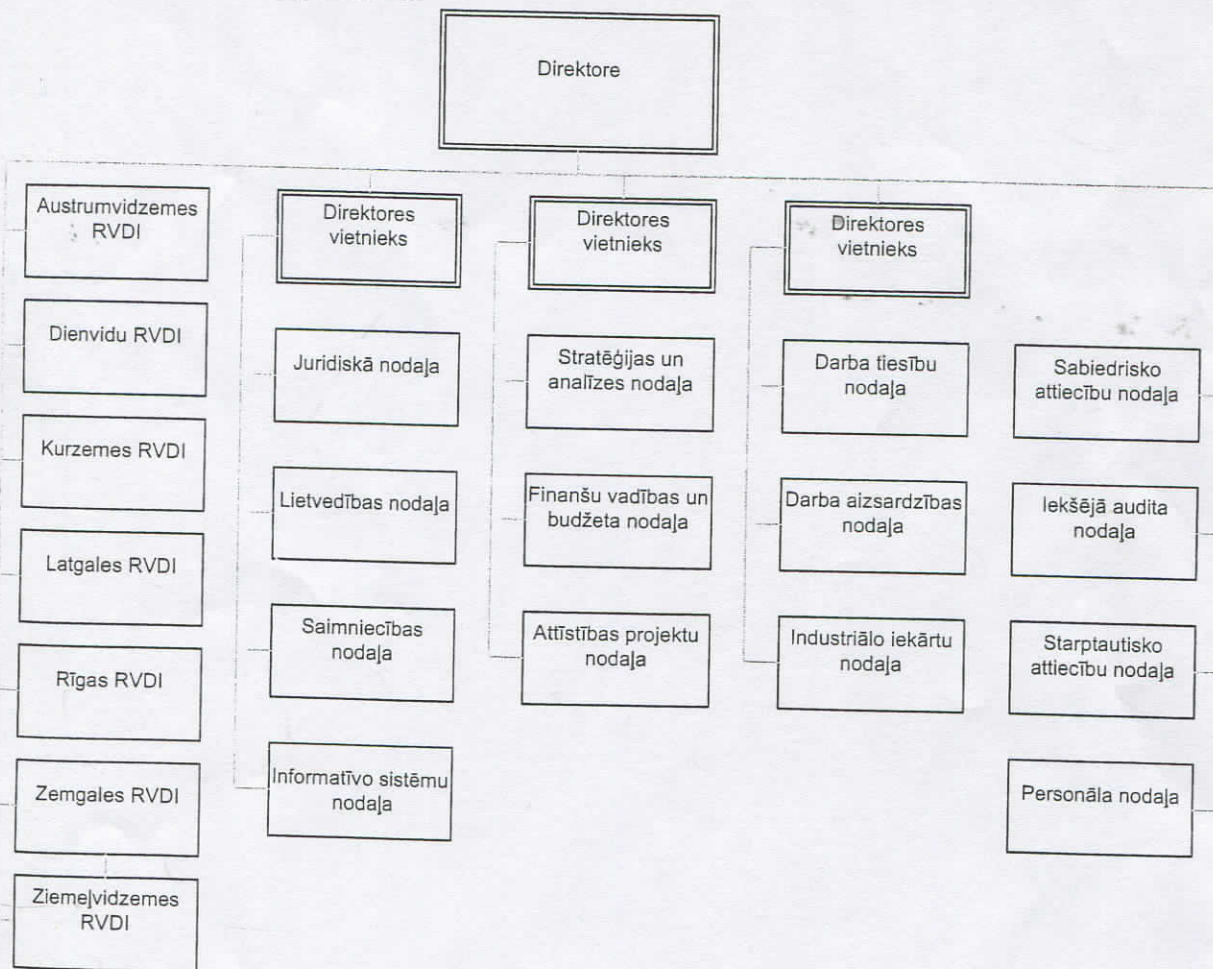 Direktore
Austrumvidzemes
RVDI
Dienvidu RVDI
Kurzemes RVDI
Latgales RVDI
Rīgas RVDI
Zemgales RVDI
Ziemeļvidzemes
RVDI
Direktores
vietnieks
Juridiskā nodaļa
Lietvedības nodaļa
Saimniecības
nodaļa
Informatīvo sistēmu
nodaļa
Direktores
vietnieks
Stratēģijas un
analīzes nodaļa
Finanšu vadības un
budžeta nodaļa
Attīstības projektu
nodaļa
Direktores
vietnieks
Darba tiesību
nodaļa
Darba aizsardzības
nodaļa
Industriālo iekārtu
nodaļa
Sabiedrisko
attiecību nodaļa
Iekšējā audita
nodaļa
Starptautisko
attiecību nodaļa
Personāla nodaļa